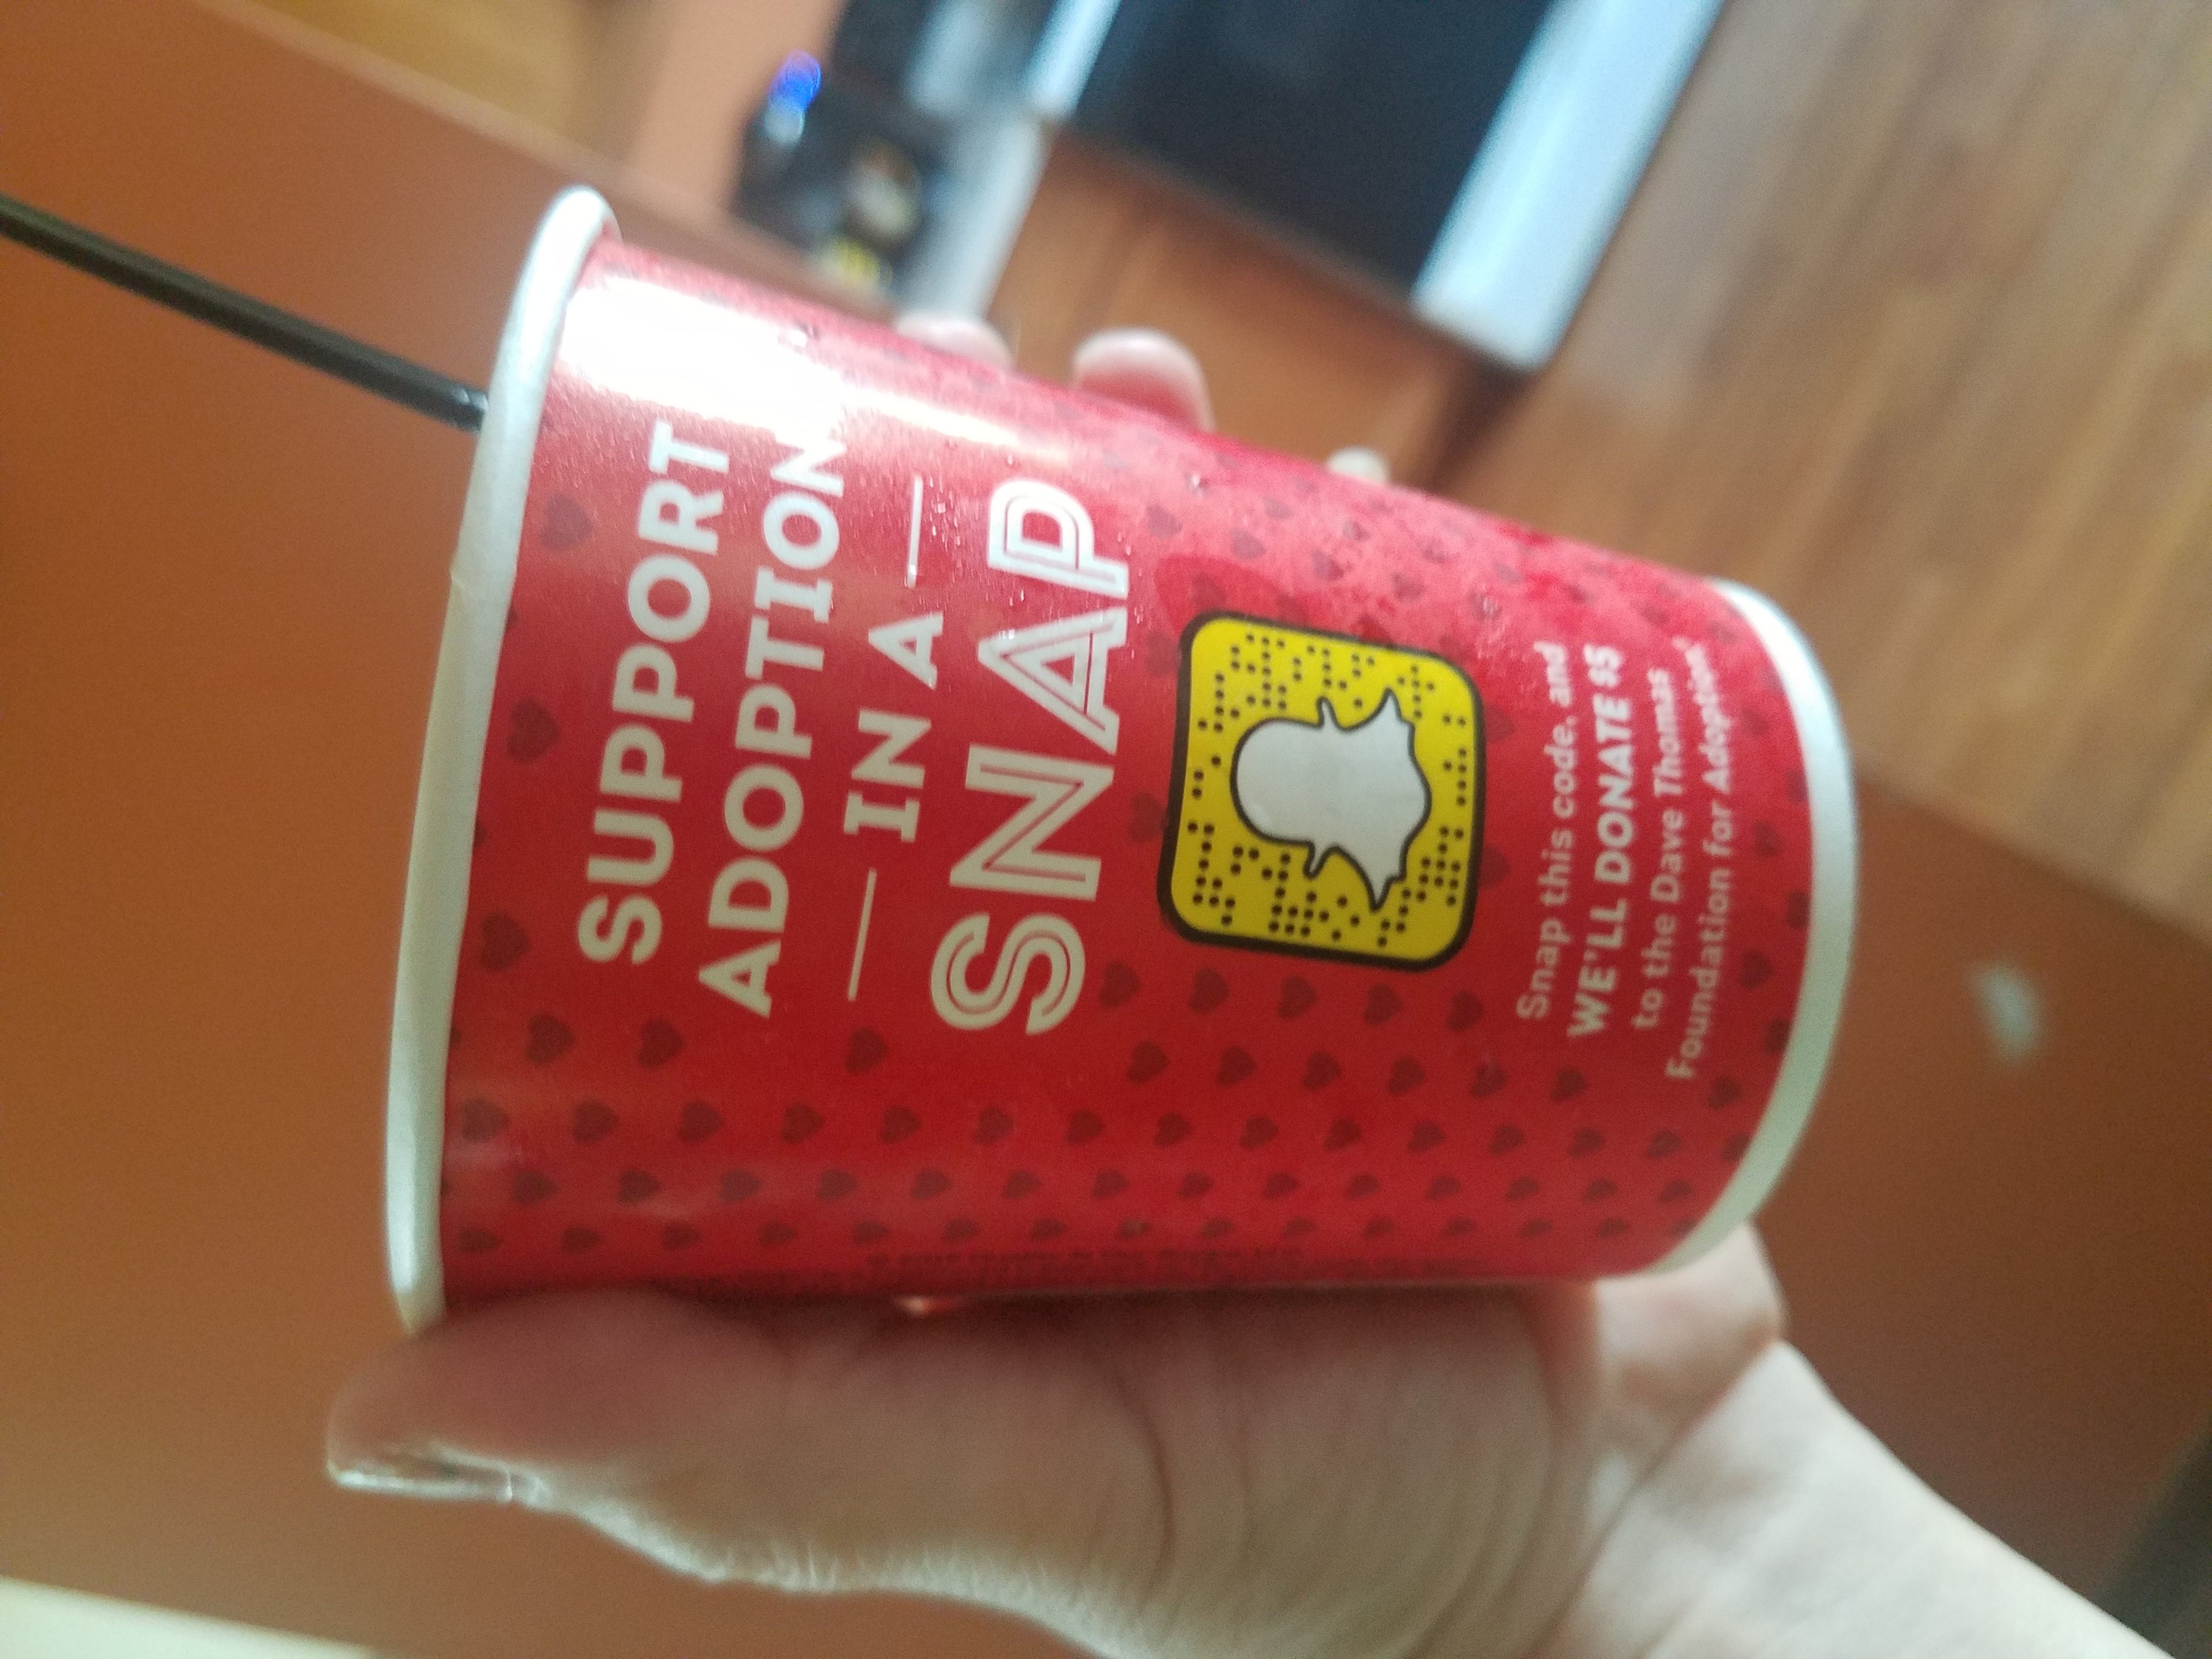 SUPPORT
ADOPTION
IN A
SNAP
Snap this code, and
WE'LL DONATE $5
to the Dave Thomas
Foundation for Adoption.